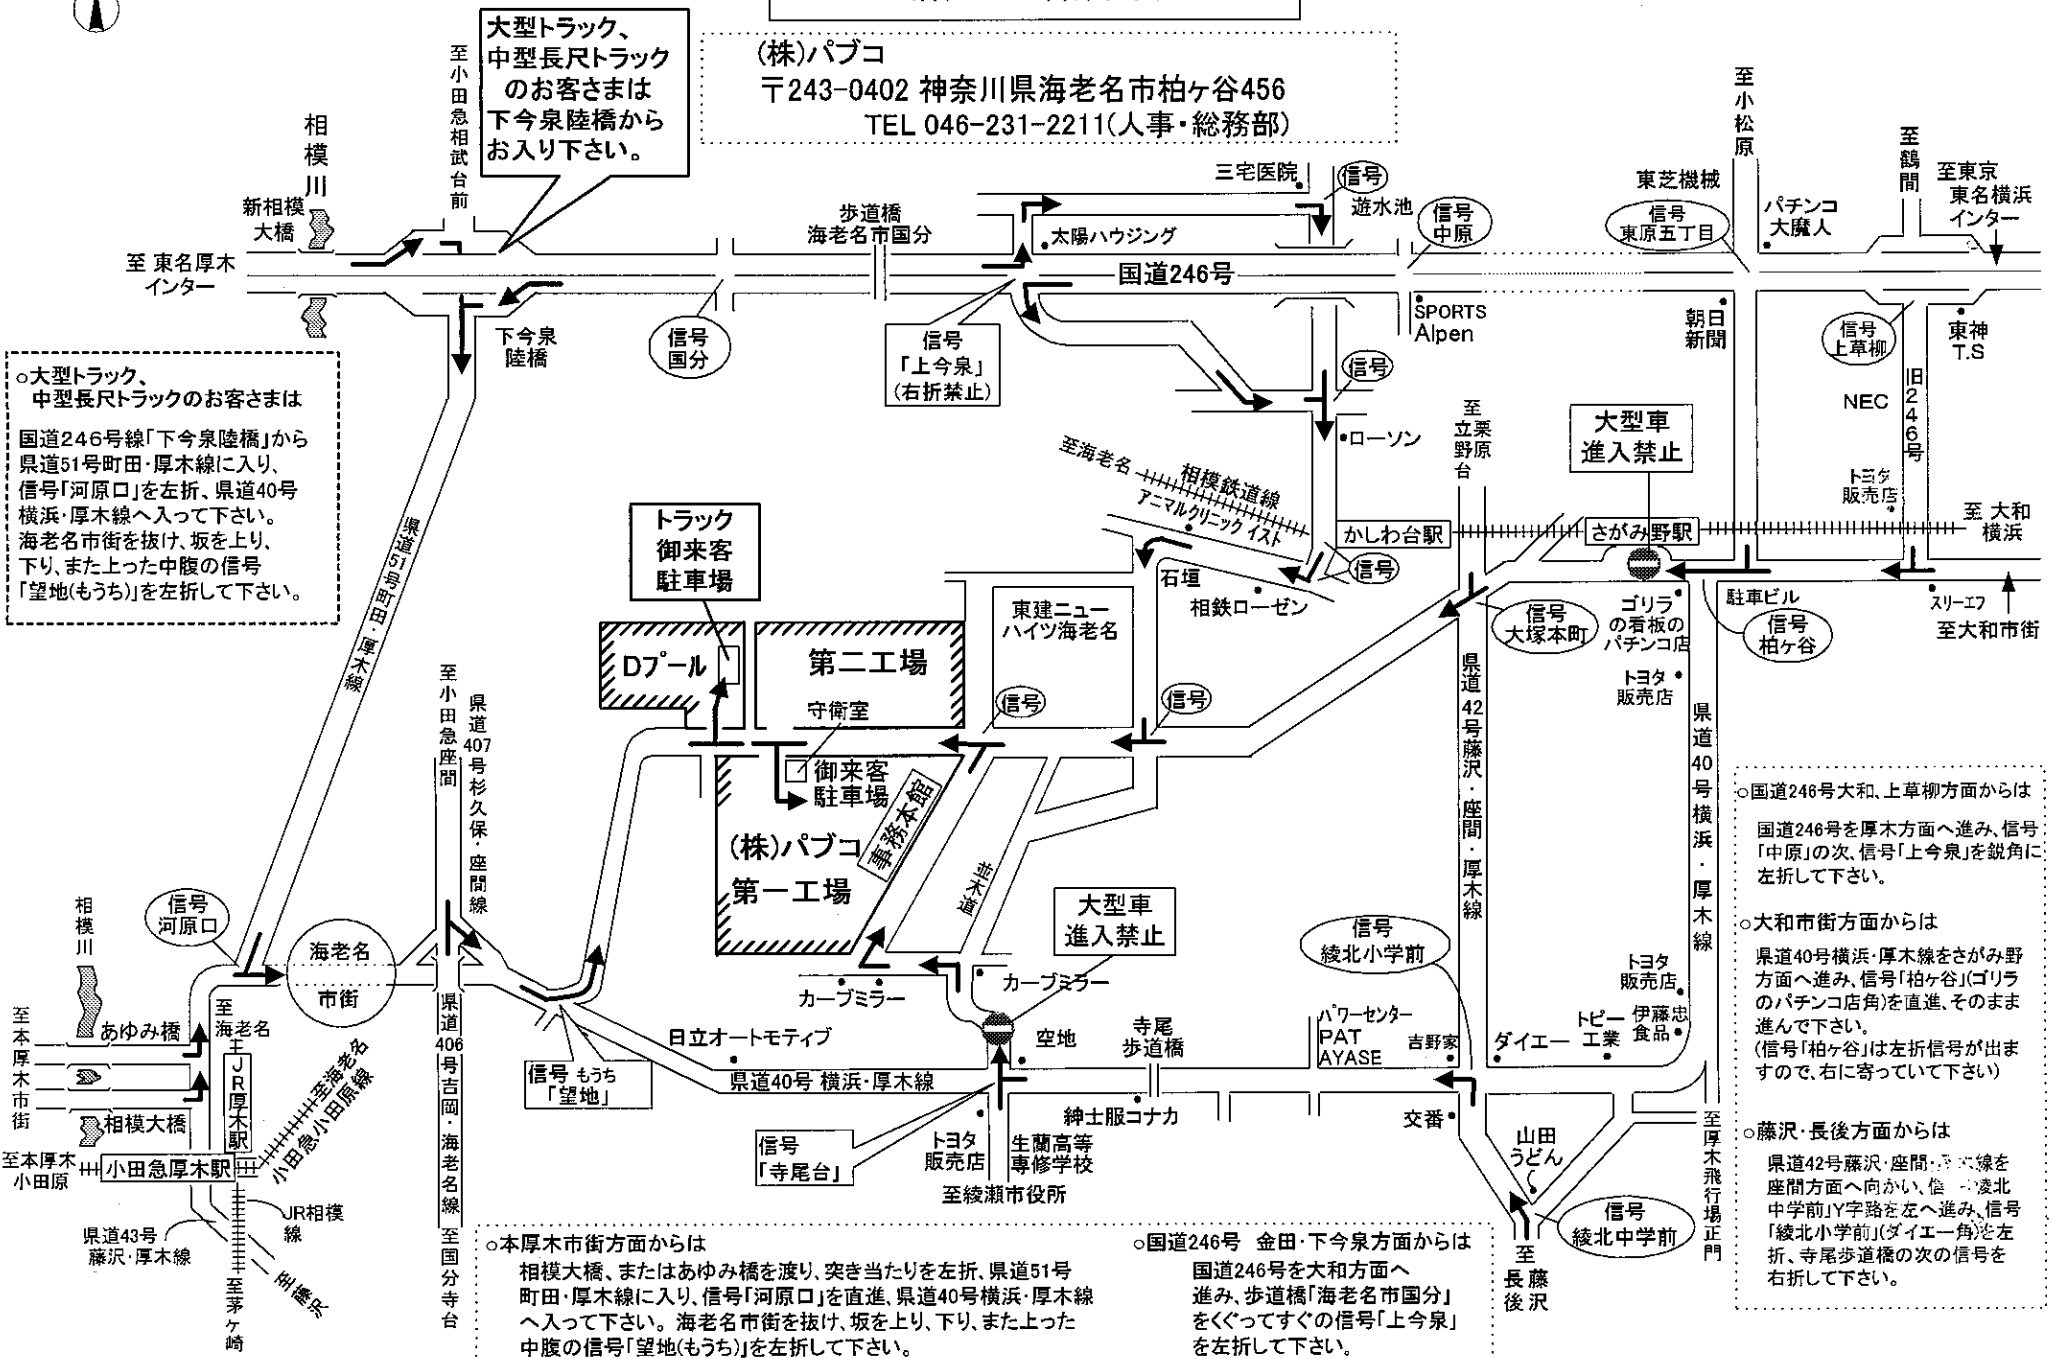 大型トラック、
中型長尺トラック
のお客さまは
下今泉陸橋から
お入り下さい。
(株)パブコ
〒243-0402 神奈川県海老名市柏ヶ谷456
TEL 046-231-2211(人事・総務部)
至小田急相武台前
相模川
新相模
大橋
至 東名厚木
インター
下今泉
陸橋
信号
国分
歩道橋
海老名市国分
太陽ハウジング
国道246号
三宅医院
信号
遊水池
信号
中原
東芝機械
信号
東原五丁目
至小松原
パチンコ
大魔人
至鶴間
至東京
東名横浜
インター
信号
「上今泉」
(右折禁止)
SPORTS
Alpen
朝日
新聞
信号
上草柳
東神
T.S
旧246号
NEC
信号
ローソン
至栗原
立野台
大型車
進入禁止
トヨタ
販売店
至 大和
横浜
○大型トラック、
中型長尺トラックのお客さまは
国道246号線「下今泉陸橋」から
県道51号町田・厚木線に入り、
信号「河原口」を左折、県道40号
横浜・厚木線へ入って下さい。
海老名市街を抜け、坂を上り、
下り、また上った中腹の信号
「望地(もうち)」を左折して下さい。
県道51号町田・厚木線
至海老名
相模鉄道線
アニマルクリニック イスト
かしわ台駅
さがみ野駅
信号
石垣
相鉄ローゼン
信号
大塚本町
ゴリラ
の看板の
パチンコ店
駐車ビル
信号
柏ヶ谷
スリーエフ
至大和市街
トヨタ
販売店
トラック
御来客
駐車場
Dプール
第二工場
守衛室
東建ニュー
ハイツ海老名
信号
信号
御来客
駐車場
事務本館
(株)パブコ
第一工場
並木道
至小田急座間
県道407号杉久保・座間線
県道42号藤沢・座間・厚木線
県道40号横浜・厚木線
○国道246号大和、上草柳方面からは
国道246号を厚木方面へ進み、信号
「中原」の次、信号「上今泉」を鋭角に
左折して下さい。
○大和市街方面からは
県道40号横浜・厚木線をさがみ野
方面へ進み、信号「柏ヶ谷」(ゴリラ
のパチンコ店角)を直進、そのまま
進んで下さい。
(信号「柏ヶ谷」は左折信号が出ま
すので、右に寄っていて下さい)
○藤沢・長後方面からは
県道42号藤沢・座間・線を
座間方面へ向かい、綾北
中学前」Y字路を左へ進み、信号
「綾北小学前」(ダイエー角)を左
折、寺尾歩道橋の次の信号を
右折して下さい。
相模川
信号
河原口
海老名
市街
至本厚木市街
あゆみ橋
至海老名
相模大橋
JR厚木駅
至海老名
小田急小田原線
至本厚木
小田原
小田急厚木駅
JR相模
線
県道43号
藤沢・厚木線
至藤沢
至茅ヶ崎
県道406号吉岡・海老名線
至国分寺台
信号 もうち
「望地」
日立オートモティブ
県道40号 横浜・厚木線
カーブミラー
カーブミラー
大型車
進入禁止
空地
寺尾
歩道橋
信号
「寺尾台」
トヨタ
販売店
生蘭高等
専修学校
至綾瀬市役所
紳士服コナカ
パワーセンター
PAT
AYASE
信号
綾北小学前
吉野家
ダイエー
トピー
工業
伊藤忠
食品
トヨタ
販売店
交番
山田
うどん
信号
綾北中学前
至藤沢
長後
至厚木飛行場正門
○本厚木市街方面からは
相模大橋、またはあゆみ橋を渡り、突き当たりを左折、県道51号
町田・厚木線に入り、信号「河原口」を直進、県道40号横浜・厚木線
へ入って下さい。海老名市街を抜け、坂を上り、下り、また上った
中腹の信号「望地(もうち)」を左折して下さい。
○国道246号 金田・下今泉方面からは
国道246号を大和方面へ
進み、歩道橋「海老名市国分」
をくぐってすぐの信号「上今泉」
を左折して下さい。